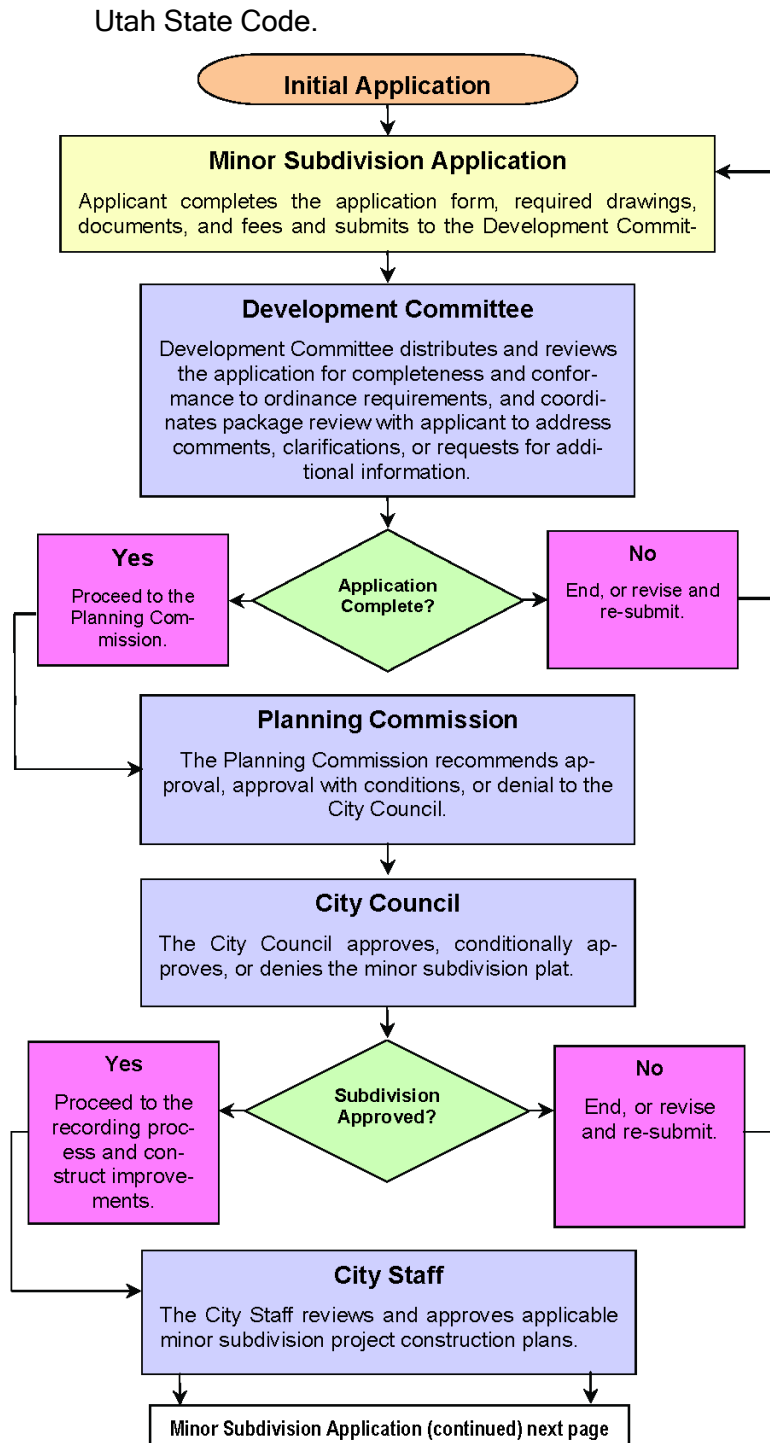 Utah State Code.
Initial Application
Minor Subdivision Application
Applicant completes the application form, required drawings,
documents, and fees and submits to the Development Commit-
Development Committee
Development Committee distributes and reviews
the application for completeness and confor-
mance to ordinance requirements, and coordi-
nates package review with applicant to address
comments, clarifications, or requests for addi-
tional information.
Yes
Proceed to the
Planning Com-
mission.
Application
Complete?
No
End, or revise and
re-submit.
Planning Commission
The Planning Commission recommends ap-
proval, approval with conditions, or denial to the
City Council.
City Council
The City Council approves, conditionally ap-
proves, or denies the minor subdivision plat.
Yes
Proceed to the
recording proc-
ess and con-
struct improve-
ments.
Subdivision
Approved?
No
End, or revise
and re-submit.
City Staff
The City Staff reviews and approves applicable
minor subdivision project construction plans.
Minor Subdivision Application (continued) next page